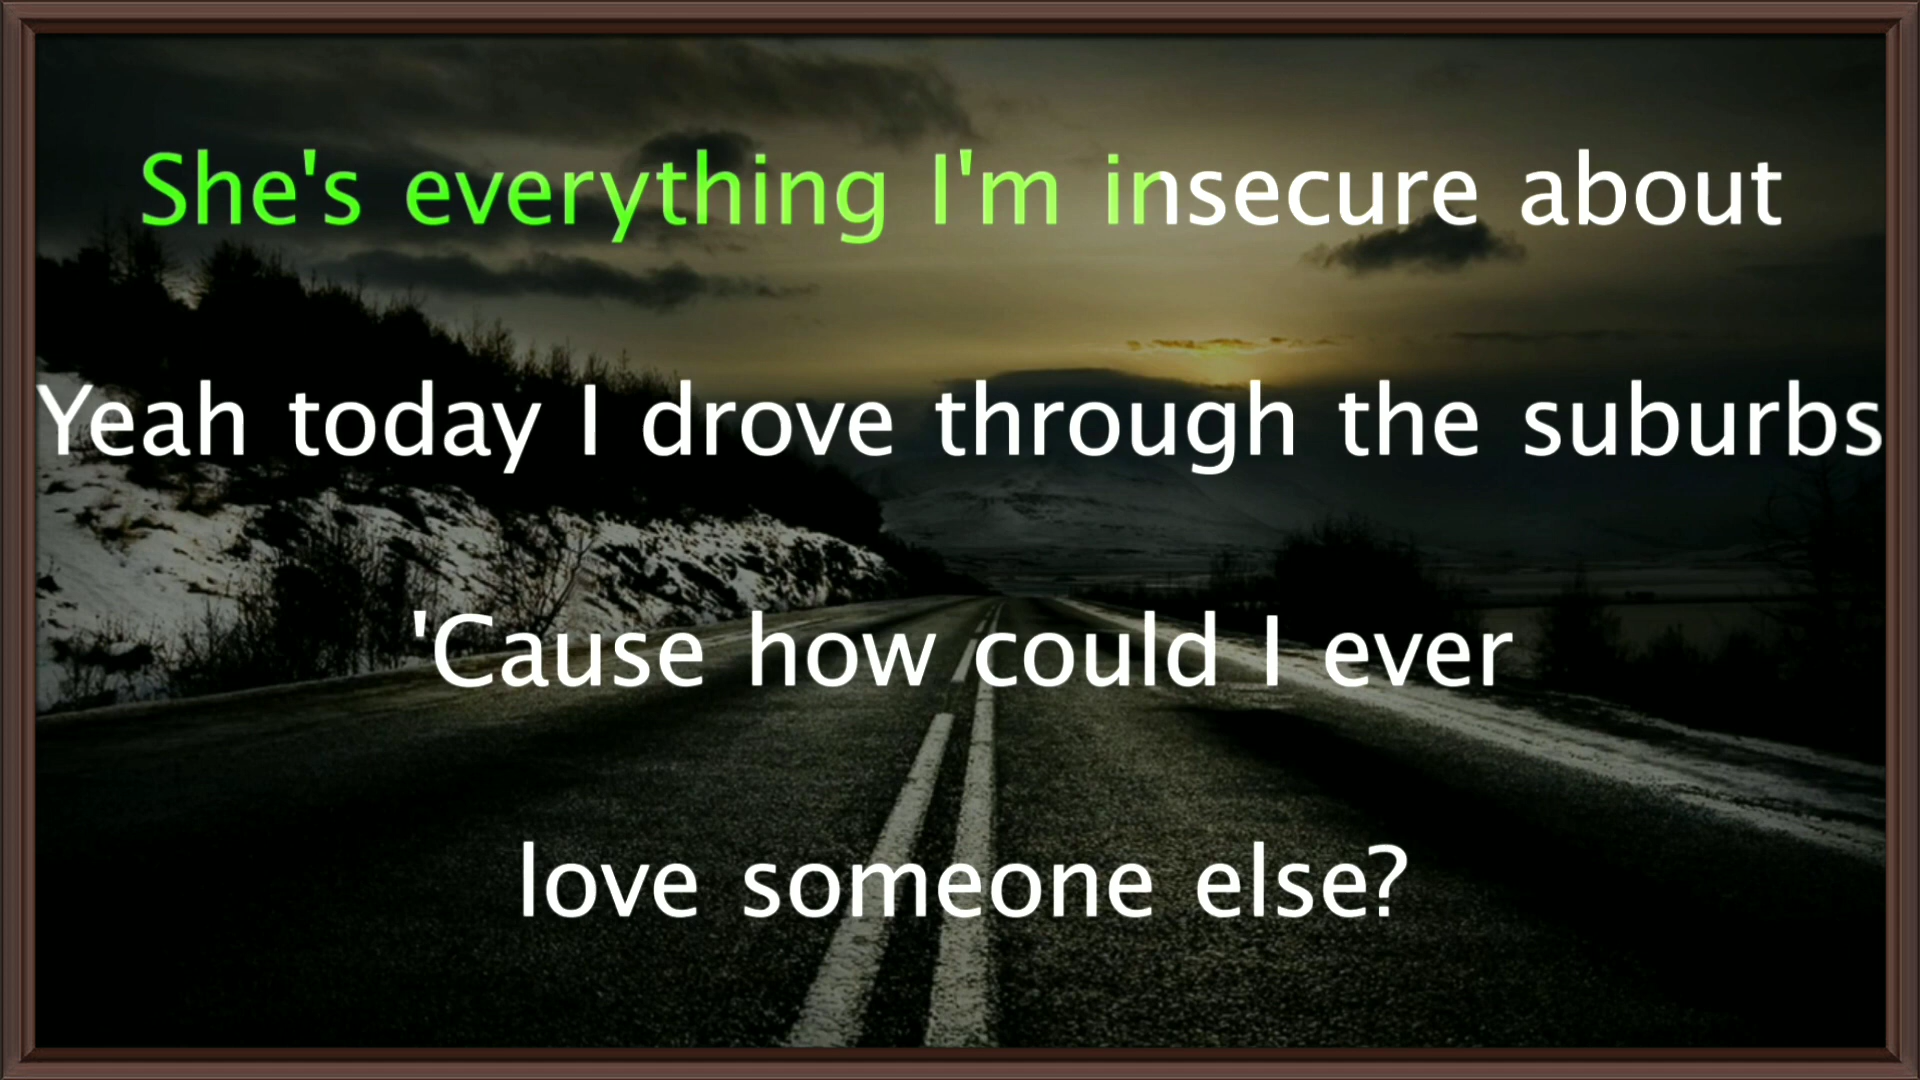 She's everything I'm insecure about
Yeah today I drove through the suburbs
'Cause how could I ever
love someone else?